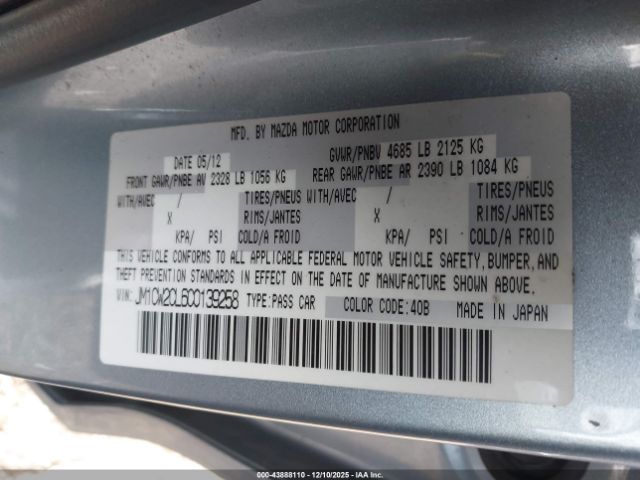 MFD. BY MAZDA MOTOR CORPORATION
DATE 05/12 GVWR/PNBV 4685 LB 2125 KG
FRONT GAWR/PNBE AV 2328 LB 1056 KG REAR GAWR/PNBE AR 2390 LB 1084 KG
WITH/AVEC / TIRES/PNEUS WITH/AVEC / TIRES/PNEUS
X RIMS/JANTES X RIMS/JANTES
KPA/ PSI COLD/A FROID KPA/ PSI COLD/A FROID
THIS VEHICLE CONFORMS TO ALL APPLICABLE FEDERAL MOTOR VEHICLE SAFETY, BUMPER, AND
THEFT PREVENTION STANDARDS IN EFFECT ON THE DATE OF MANUFACTURE SHOWN ABOVE.
VIN: JM1CW2CL6C0139258 TYPE:PASS CAR COLOR CODE:40B MADE IN JAPAN
000-43888110 - 12/10/2025 - IAA Inc.